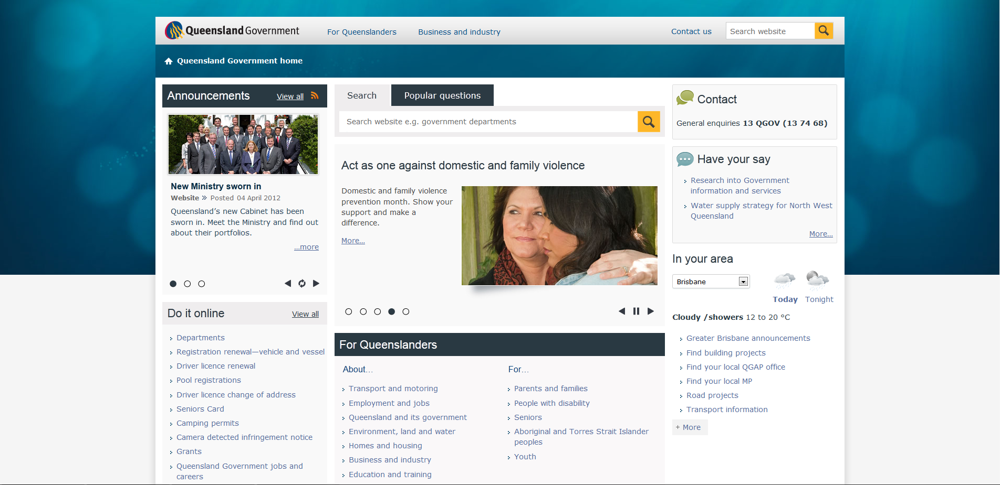 Queensland Government
For Queenslanders
Business and industry
Contact us
Search website
Queensland Government home
Announcements
View all
New Ministry sworn in
Website » Posted 04 April 2012
Queensland’s new Cabinet has been
sworn in. Meet the Ministry and find out
about their portfolios.
...more
Do it online
View all
Departments
Registration renewal—vehicle and vessel
Driver licence renewal
Pool registrations
Driver licence change of address
Seniors Card
Camping permits
Camera detected infringement notice
Grants
Queensland Government jobs and
careers
Search
Popular questions
Search website e.g. government departments
Act as one against domestic and family violence
Domestic and family violence
prevention month. Show your
support and make a
difference.
More...
For Queenslanders
About...
Transport and motoring
Employment and jobs
Queensland and its government
Environment, land and water
Homes and housing
Business and industry
Education and training
For...
Parents and families
People with disability
Seniors
Aboriginal and Torres Strait Islander
peoples
Youth
Contact
General enquiries 13 QGOV (13 74 68)
Have your say
Research into Government
information and services
Water supply strategy for North West
Queensland
More...
In your area
Brisbane
Today
Tonight
Cloudy /showers 12 to 20 °C
Greater Brisbane announcements
Find building projects
Find your local QGAP office
Find your local MP
Road projects
Transport information
+ More